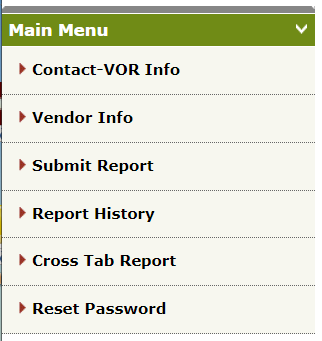 Main Menu
Contact-VOR Info
Vendor Info
Submit Report
Report History
Cross Tab Report
Reset Password